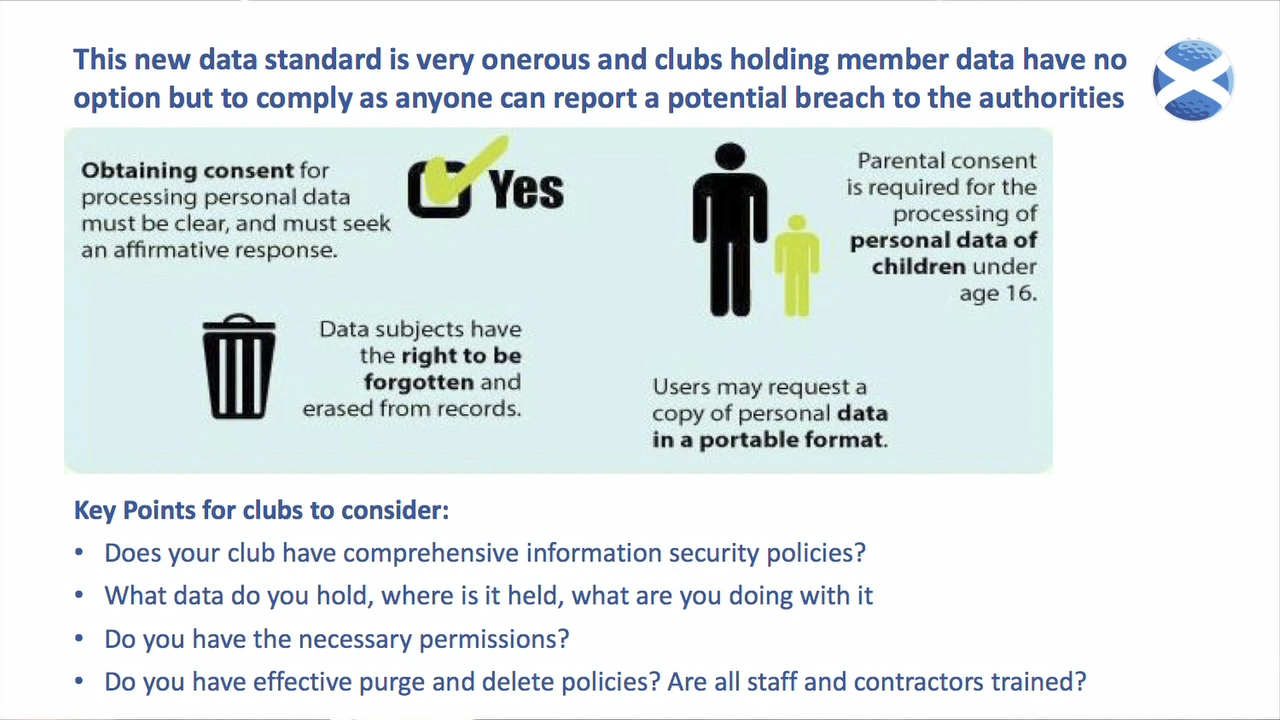 This new data standard is very onerous and clubs holding member data have no
option but to comply as anyone can report a potential breach to the authorities
Obtaining consent for
processing personal data
must be clear, and must seek
an affirmative response.
Yes
Parental consent
is required for the
processing of
personal data of
children under
age 16.
Data subjects have
the right to be
forgotten and
erased from records.
Users may request a
copy of personal data
in a portable format.
Key Points for clubs to consider:
• Does your club have comprehensive information security policies?
• What data do you hold, where is it held, what are you doing with it
• Do you have the necessary permissions?
• Do you have effective purge and delete policies? Are all staff and contractors trained?